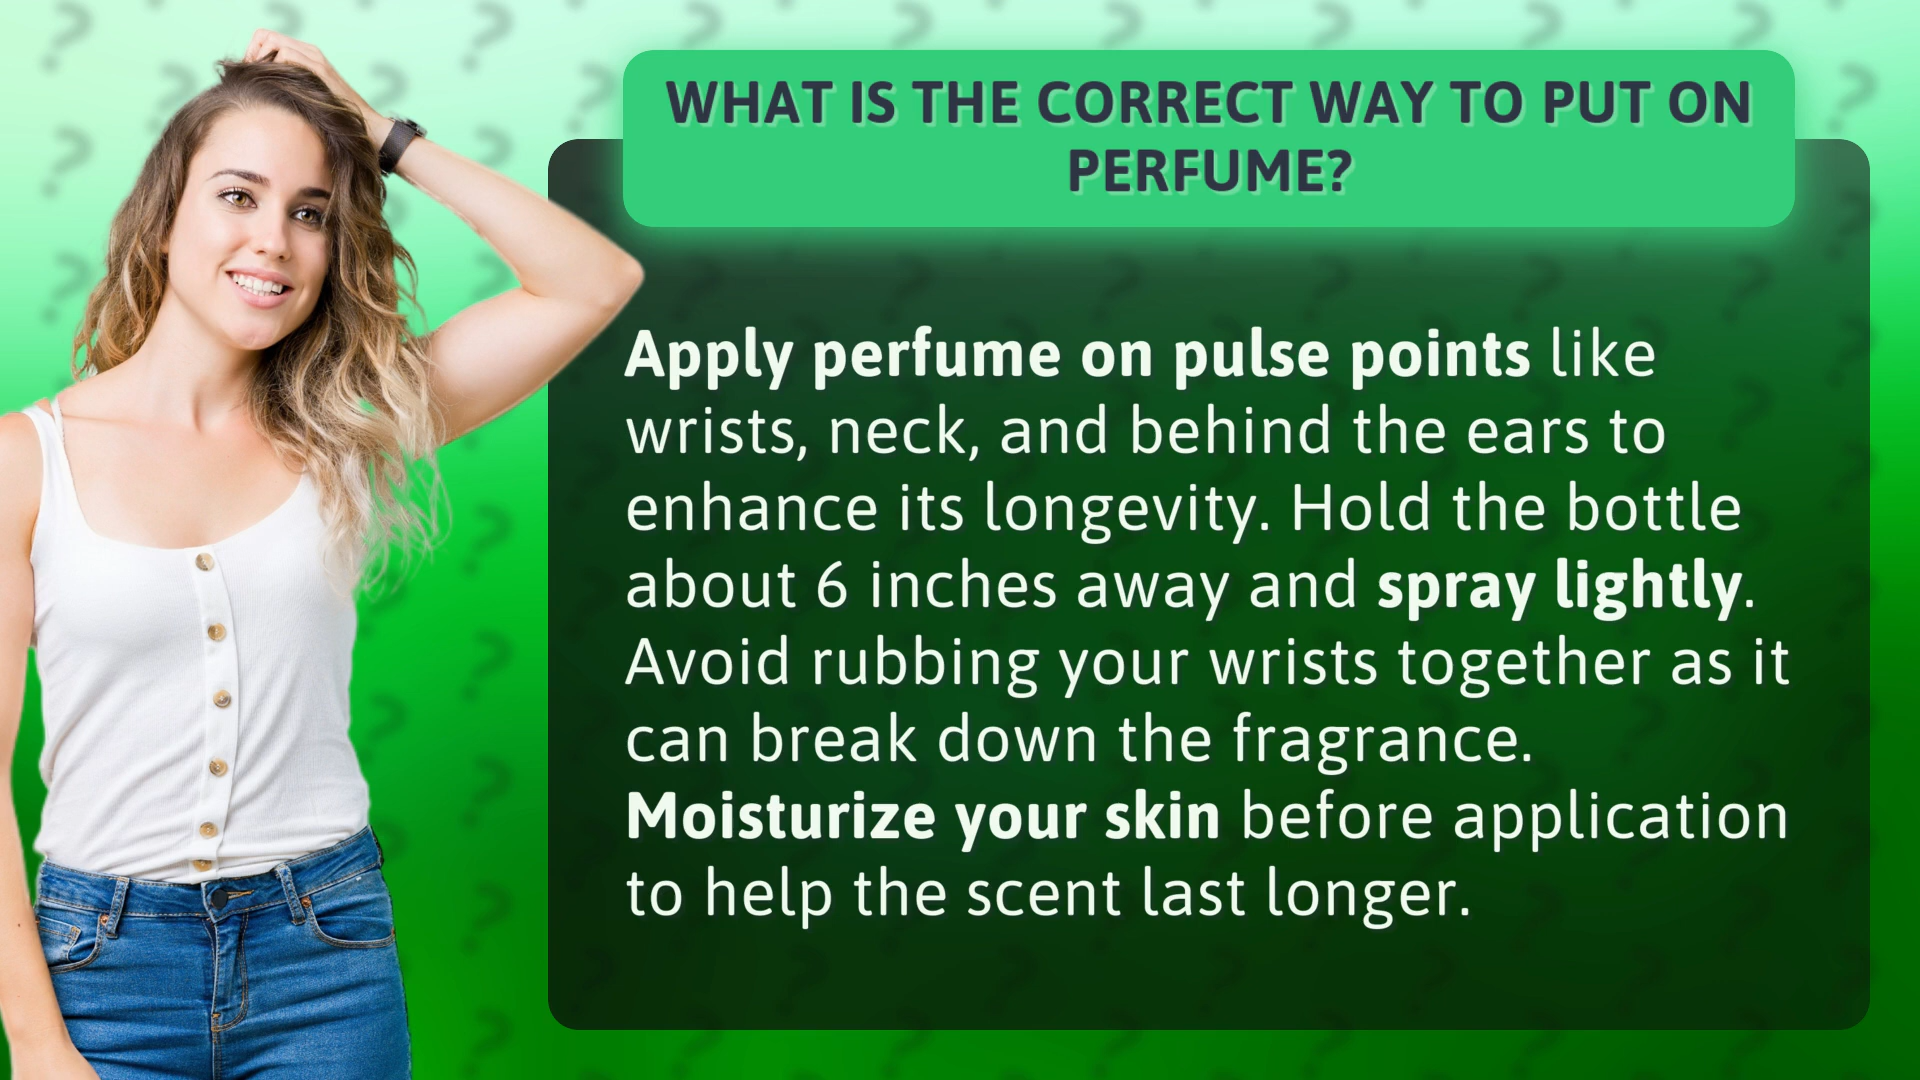 WHAT IS THE CORRECT WAY TO PUT ON
PERFUME?
Apply perfume on pulse points like
wrists, neck, and behind the ears to
enhance its longevity. Hold the bottle
about 6 inches away and spray lightly.
Avoid rubbing your wrists together as it
can break down the fragrance.
Moisturize your skin before application
to help the scent last longer.